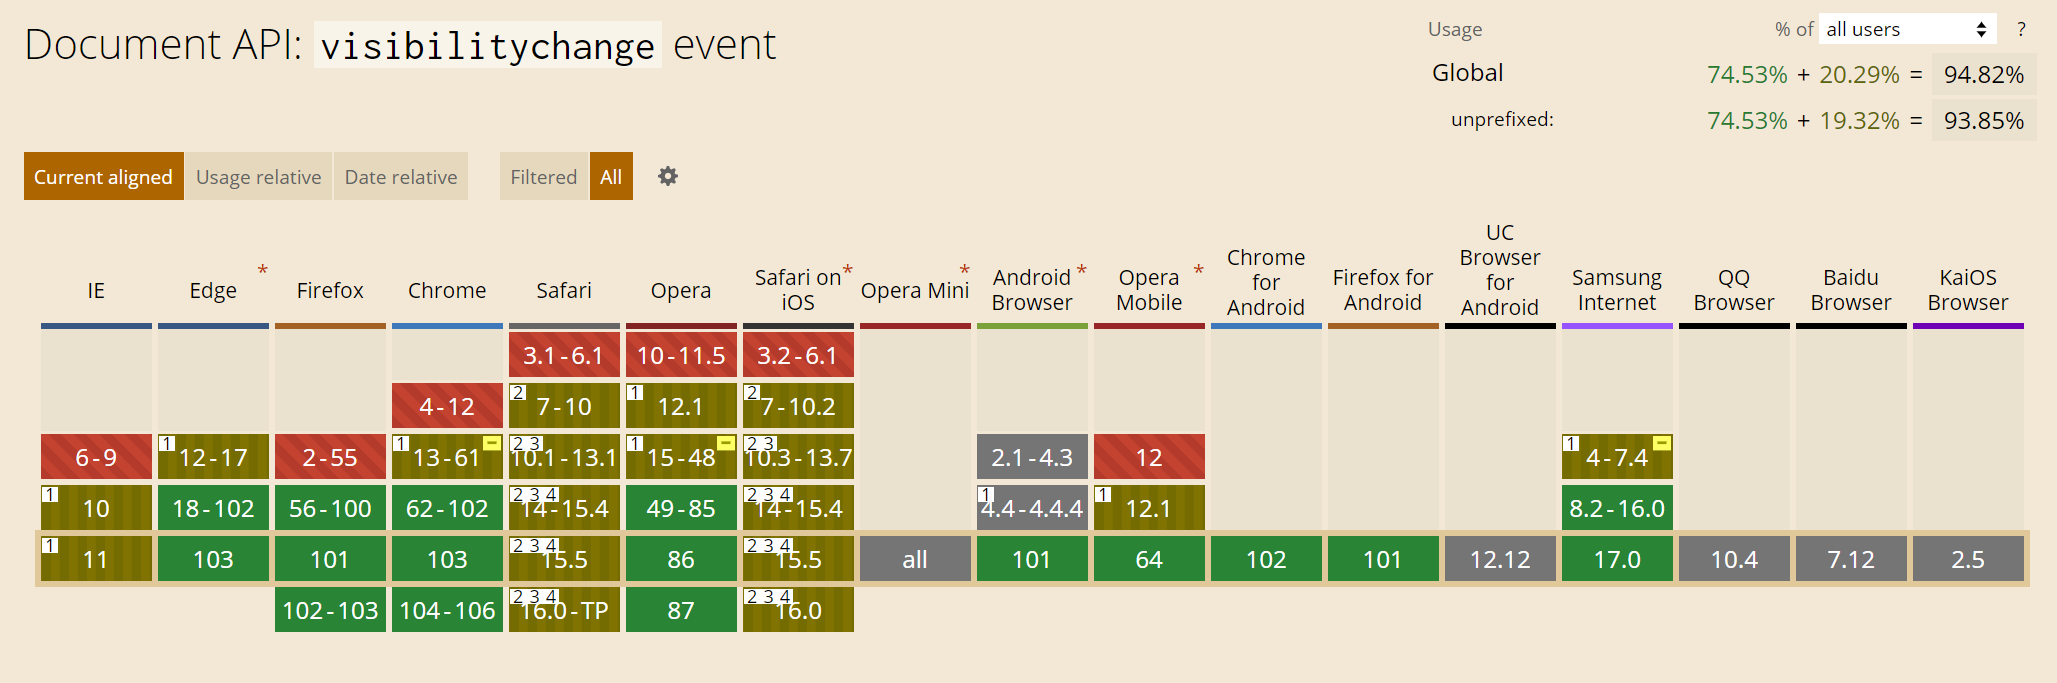 Document API: visibilitychange event
Usage % of all users ?
Global 74.53% + 20.29% = 94.82%
unprefixed: 74.53% + 19.32% = 93.85%
Current aligned Usage relative Date relative Filtered All
IE Edge * Firefox Chrome Safari Opera Safari on iOS * Opera Mini * Android Browser * Opera Mobile * Chrome for Android Firefox for Android UC Browser for Android Samsung Internet QQ Browser Baidu Browser KaiOS Browser
3.1-6.1 10-11.5 3.2-6.1
4-12 2 7-10 1 12.1 2 7-10.2
6-9 1 12-17 2-55 1 13-61 - 2 3 10.1-13.1 1 15-48 - 2 3 10.3-13.7 2.1-4.3 12 1 4-7.4 -
1 10 18-102 56-100 62-102 2 3 4 14-15.4 49-85 2 3 4 14-15.4 1 4.4-4.4.4 1 12.1 8.2-16.0
1 11 103 101 103 2 3 4 15.5 86 2 3 4 15.5 all 101 64 102 101 12.12 17.0 10.4 7.12 2.5
102-103 104-106 2 3 4 16.0-TP 87 2 3 4 16.0